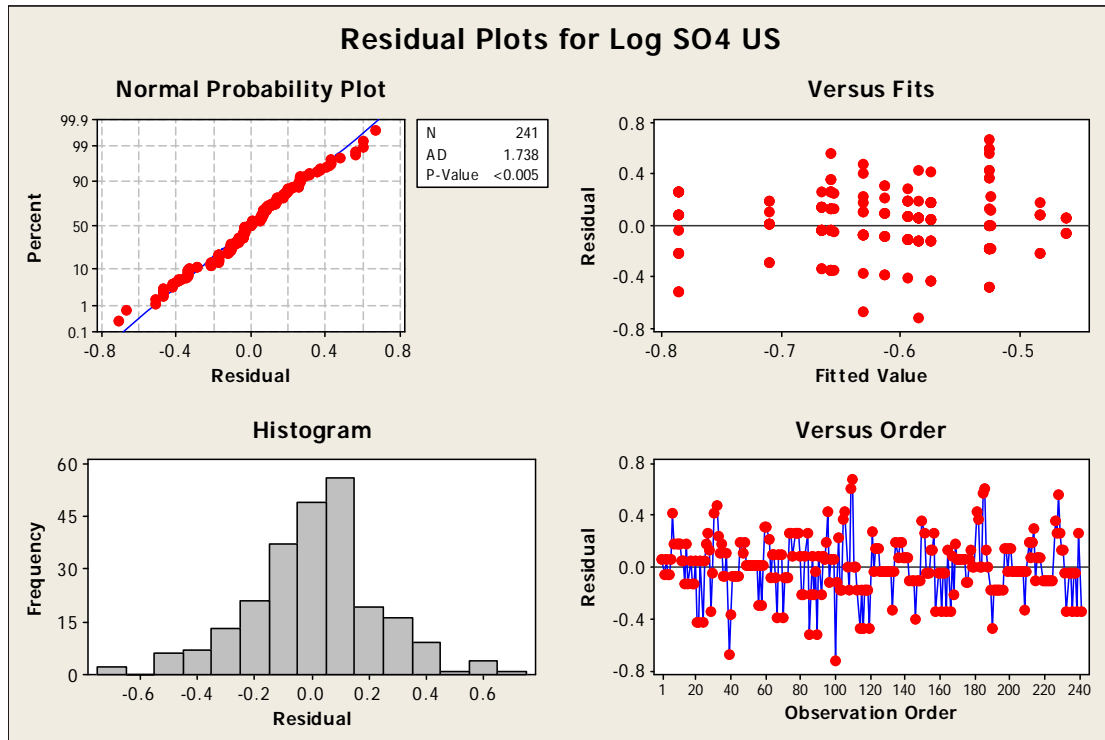 Residual Plots for Log SO4 US
Normal Probability Plot
99.9
99
90
50
10
1
0.1
Percent
-0.8 -0.4 0.0 0.4 0.8
Residual
N 241
AD 1.738
P-Value <0.005
Versus Fits
0.8
0.4
0.0
-0.4
-0.8
Residual
-0.8 -0.7 -0.6 -0.5
Fitted Value
Histogram
60
45
30
15
0
Frequency
-0.6 -0.4 -0.2 0.0 0.2 0.4 0.6
Residual
Versus Order
0.8
0.4
0.0
-0.4
-0.8
Residual
1 20 40 60 80 100 120 140 160 180 200 220 240
Observation Order